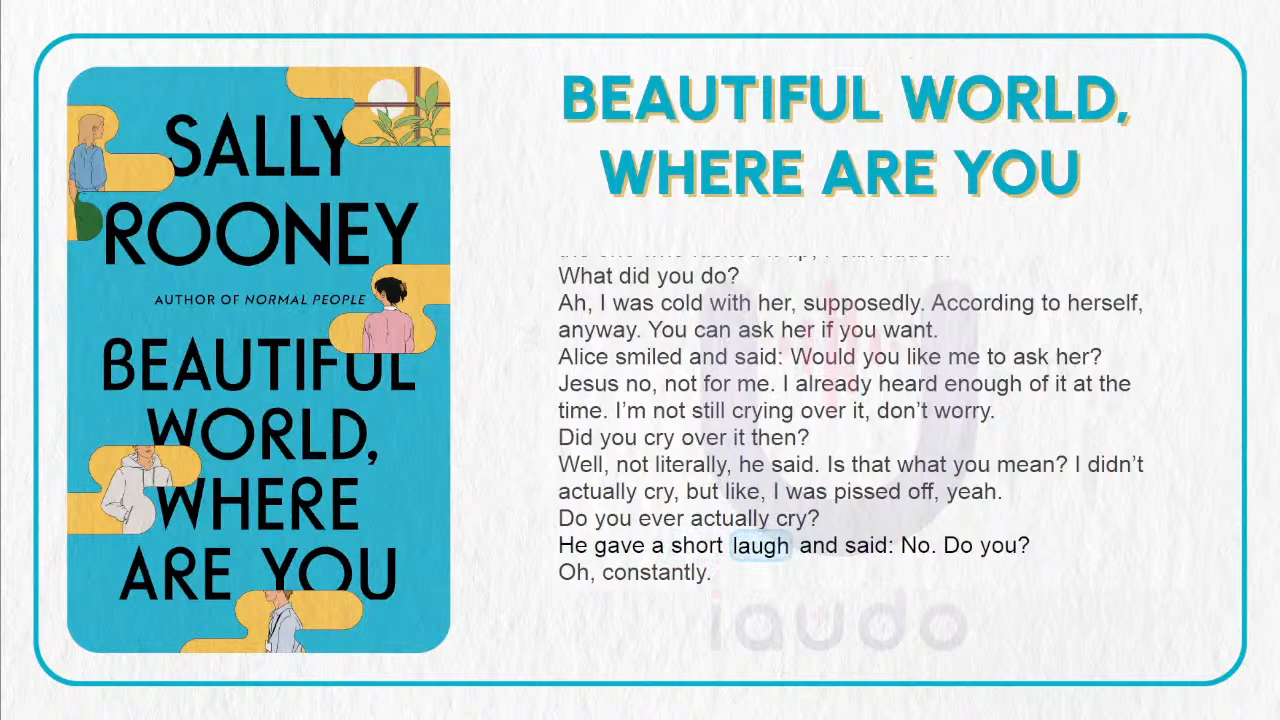 SALLY
ROONEY
AUTHOR OF NORMAL PEOPLE
BEAUTIFUL
WORLD,
WHERE
ARE YOU
BEAUTIFUL WORLD,
WHERE ARE YOU
What did you do?
Ah, I was cold with her, supposedly. According to herself,
anyway. You can ask her if you want.
Alice smiled and said: Would you like me to ask her?
Jesus no, not for me. I already heard enough of it at the
time. I’m not still crying over it, don’t worry.
Did you cry over it then?
Well, not literally, he said. Is that what you mean? I didn’t
actually cry, but like, I was pissed off, yeah.
Do you ever actually cry?
He gave a short laugh and said: No. Do you?
Oh, constantly.
iaudo